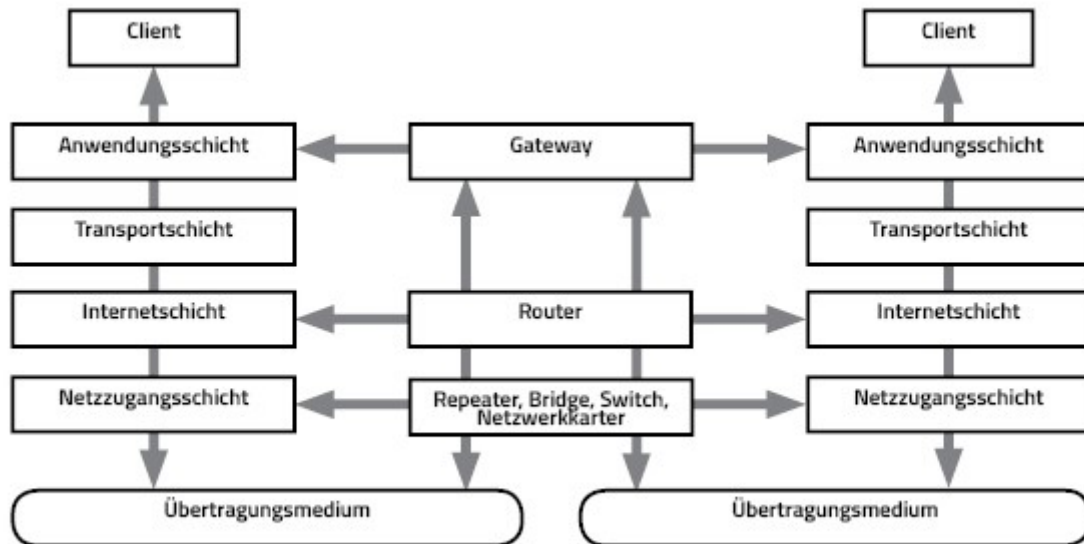 Client
Client
Anwendungsschicht
Gateway
Anwendungsschicht
Transportschicht
Transportschicht
Internetschicht
Router
Internetschicht
Netzzugangsschicht
Repeater, Bridge, Switch,
Netzwerkkarter
Netzzugangsschicht
Übertragungsmedium
Übertragungsmedium